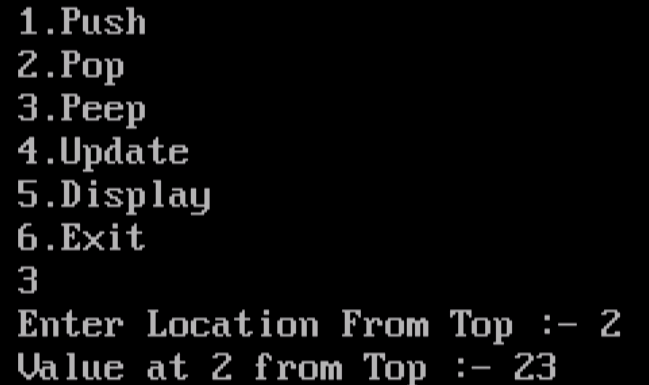 1.Push
2.Pop
3.Peep
4.Update
5.Display
6.Exit
3
Enter Location From Top :- 2
Value at 2 from Top :- 23